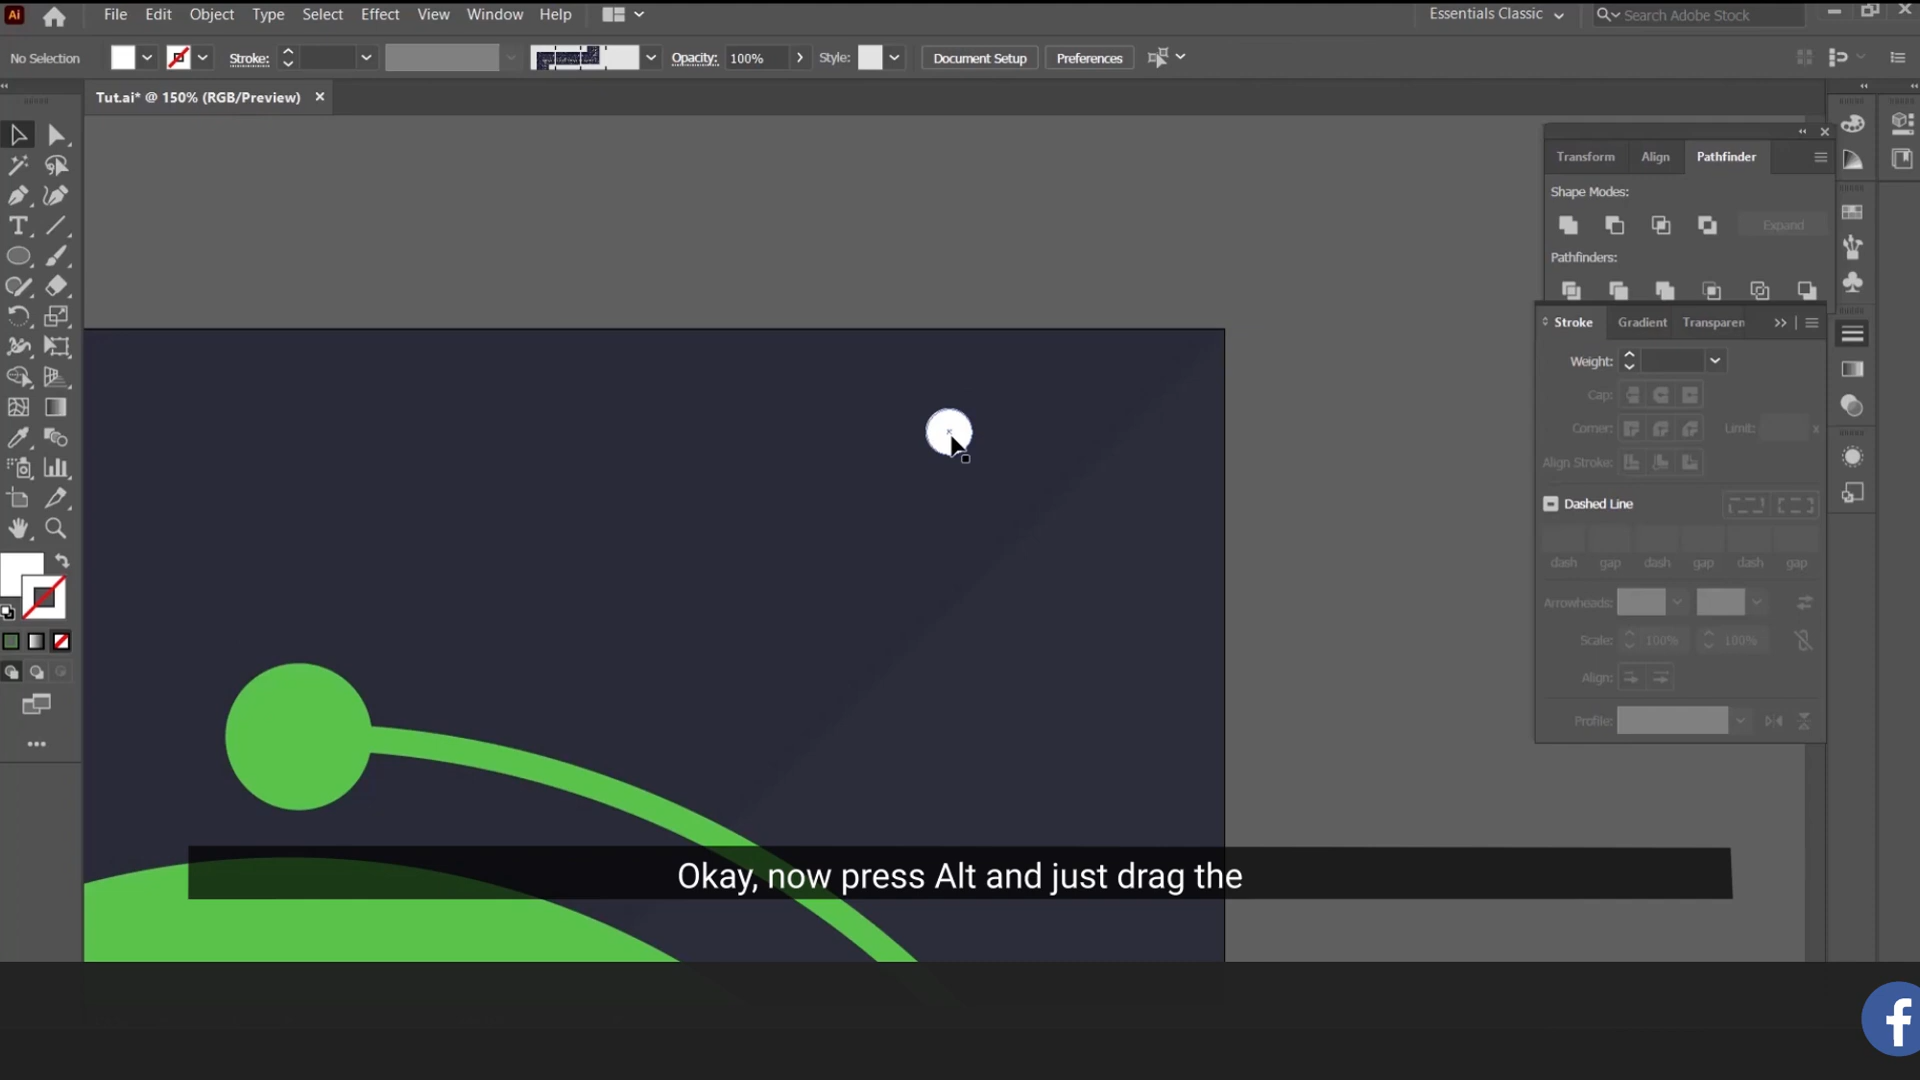 Ai File Edit Object Type Select Effect View Window Help Essentials Classic Search Adobe Stock
No Selection Stroke: Opacity: 100% Style: Document Setup Preferences
Tut.ai* @ 150% (RGB/Preview)
Transform Align Pathfinder
Shape Modes:
Expand
Pathfinders:
Stroke Gradient Transparen
Weight:
Cap:
Corner: Limit: x
Align Stroke:
Dashed Line
dash gap dash gap dash gap
Arrowheads:
Scale: 100% 100%
Align:
Profile:
Okay, now press Alt and just drag the
f